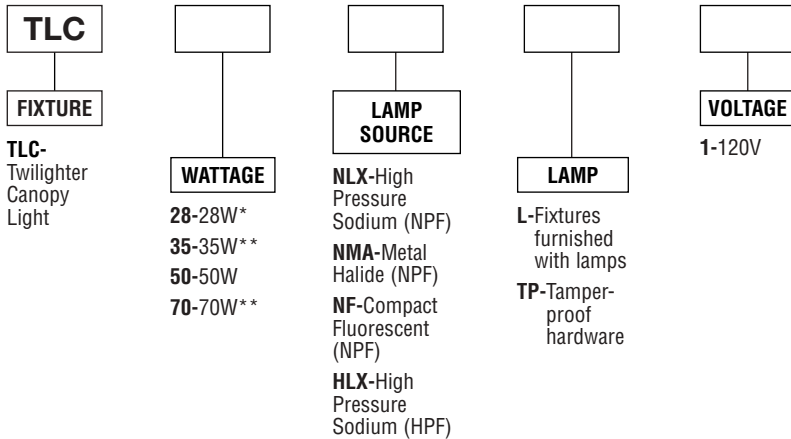 TLC
FIXTURE
TLC-
Twilighter
Canopy
Light
WATTAGE
28-28W*
35-35W**
50-50W
70-70W**
LAMP
SOURCE
NLX-High
Pressure
Sodium (NPF)
NMA-Metal
Halide (NPF)
NF-Compact
Fluorescent
(NPF)
HLX-High
Pressure
Sodium (HPF)
LAMP
L-Fixtures
furnished
with lamps
TP-Tamper-
proof
hardware
VOLTAGE
1-120V